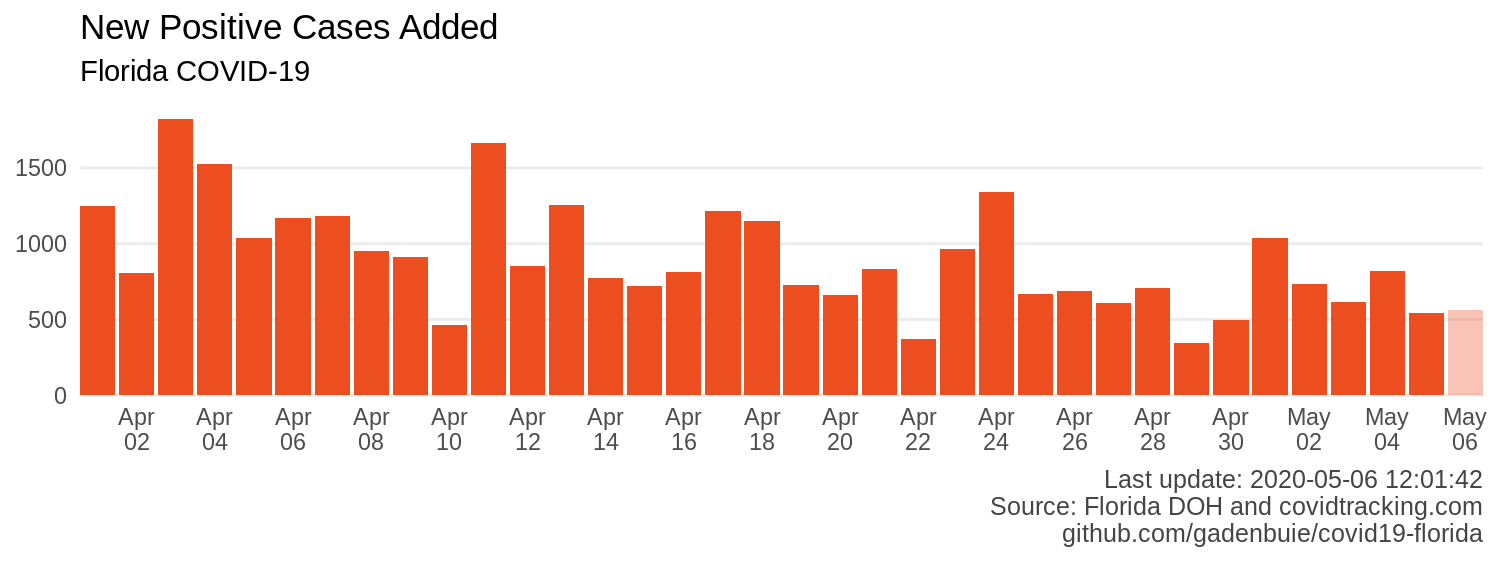 New Positive Cases Added
Florida COVID-19
1500
1000
500
0
Apr Apr Apr Apr Apr Apr Apr Apr Apr Apr Apr Apr Apr Apr Apr May May May
02 04 06 08 10 12 14 16 18 20 22 24 26 28 30 02 04 06
Last update: 2020-05-06 12:01:42
Source: Florida DOH and covidtracking.com
github.com/gadenbuie/covid19-florida